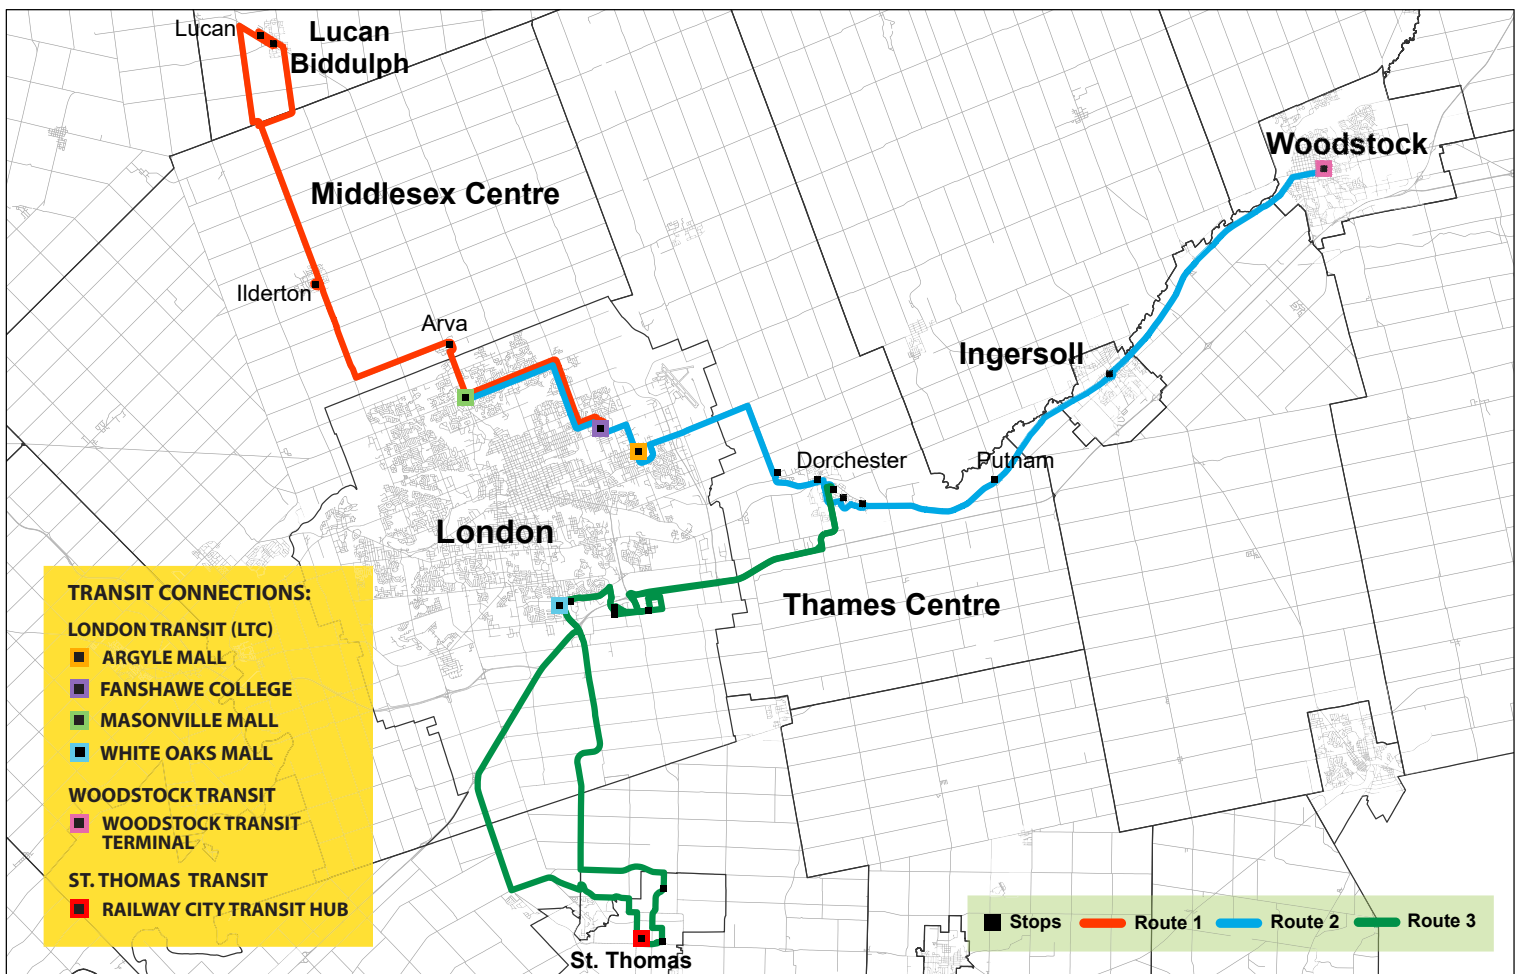 Lucan
Lucan
Biddulph
Woodstock
Middlesex Centre
Ilderton
Arva
Ingersoll
Dorchester
Putnam
London
Thames Centre
TRANSIT CONNECTIONS:
LONDON TRANSIT (LTC)
ARGYLE MALL
FANSHAWE COLLEGE
MASONVILLE MALL
WHITE OAKS MALL
WOODSTOCK TRANSIT
WOODSTOCK TRANSIT
TERMINAL
ST. THOMAS TRANSIT
RAILWAY CITY TRANSIT HUB
Stops
Route 1
Route 2
Route 3
St. Thomas